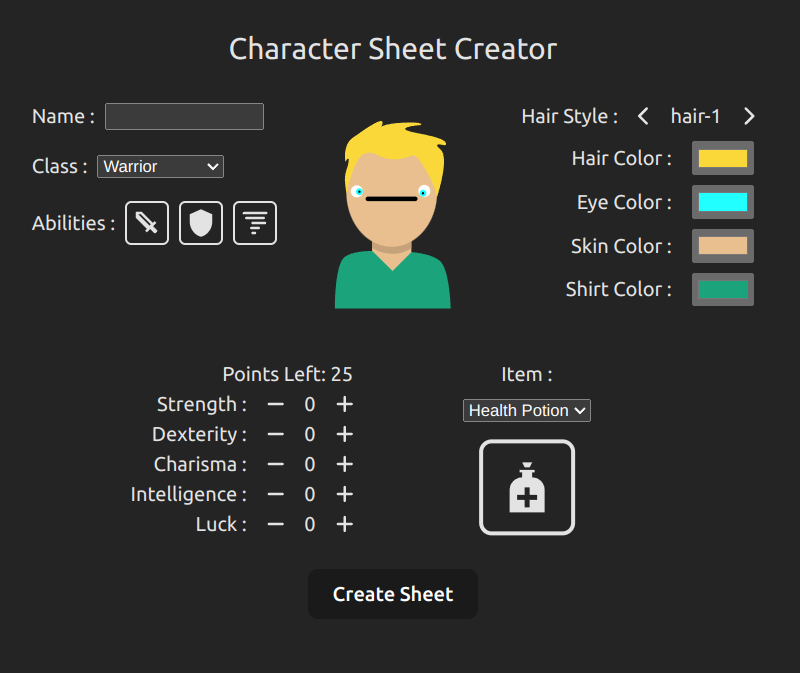 Character Sheet Creator
Name :
Class : Warrior
Abilities :
Hair Style : hair-1
Hair Color :
Eye Color :
Skin Color :
Shirt Color :
Points Left: 25
Strength : 0
Dexterity : 0
Charisma : 0
Intelligence : 0
Luck : 0
Item :
Health Potion
Create Sheet